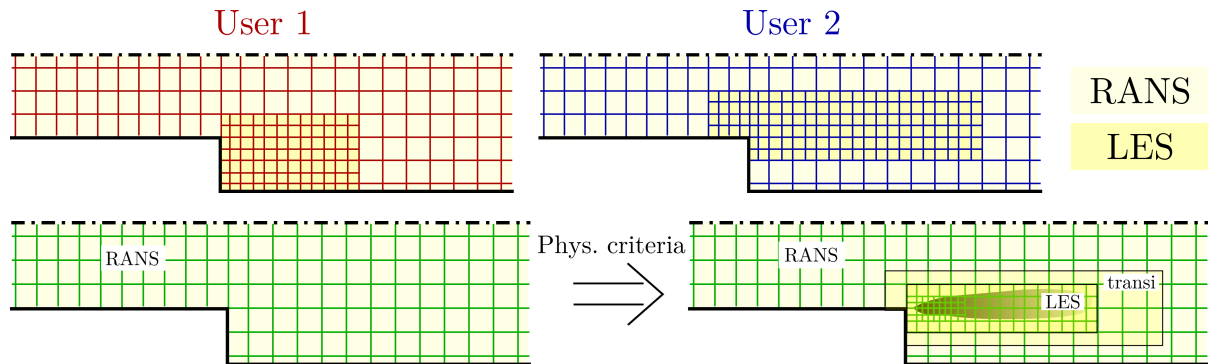 User 1
User 2
RANS
LES
RANS
Phys. criteria
RANS
transi
LES